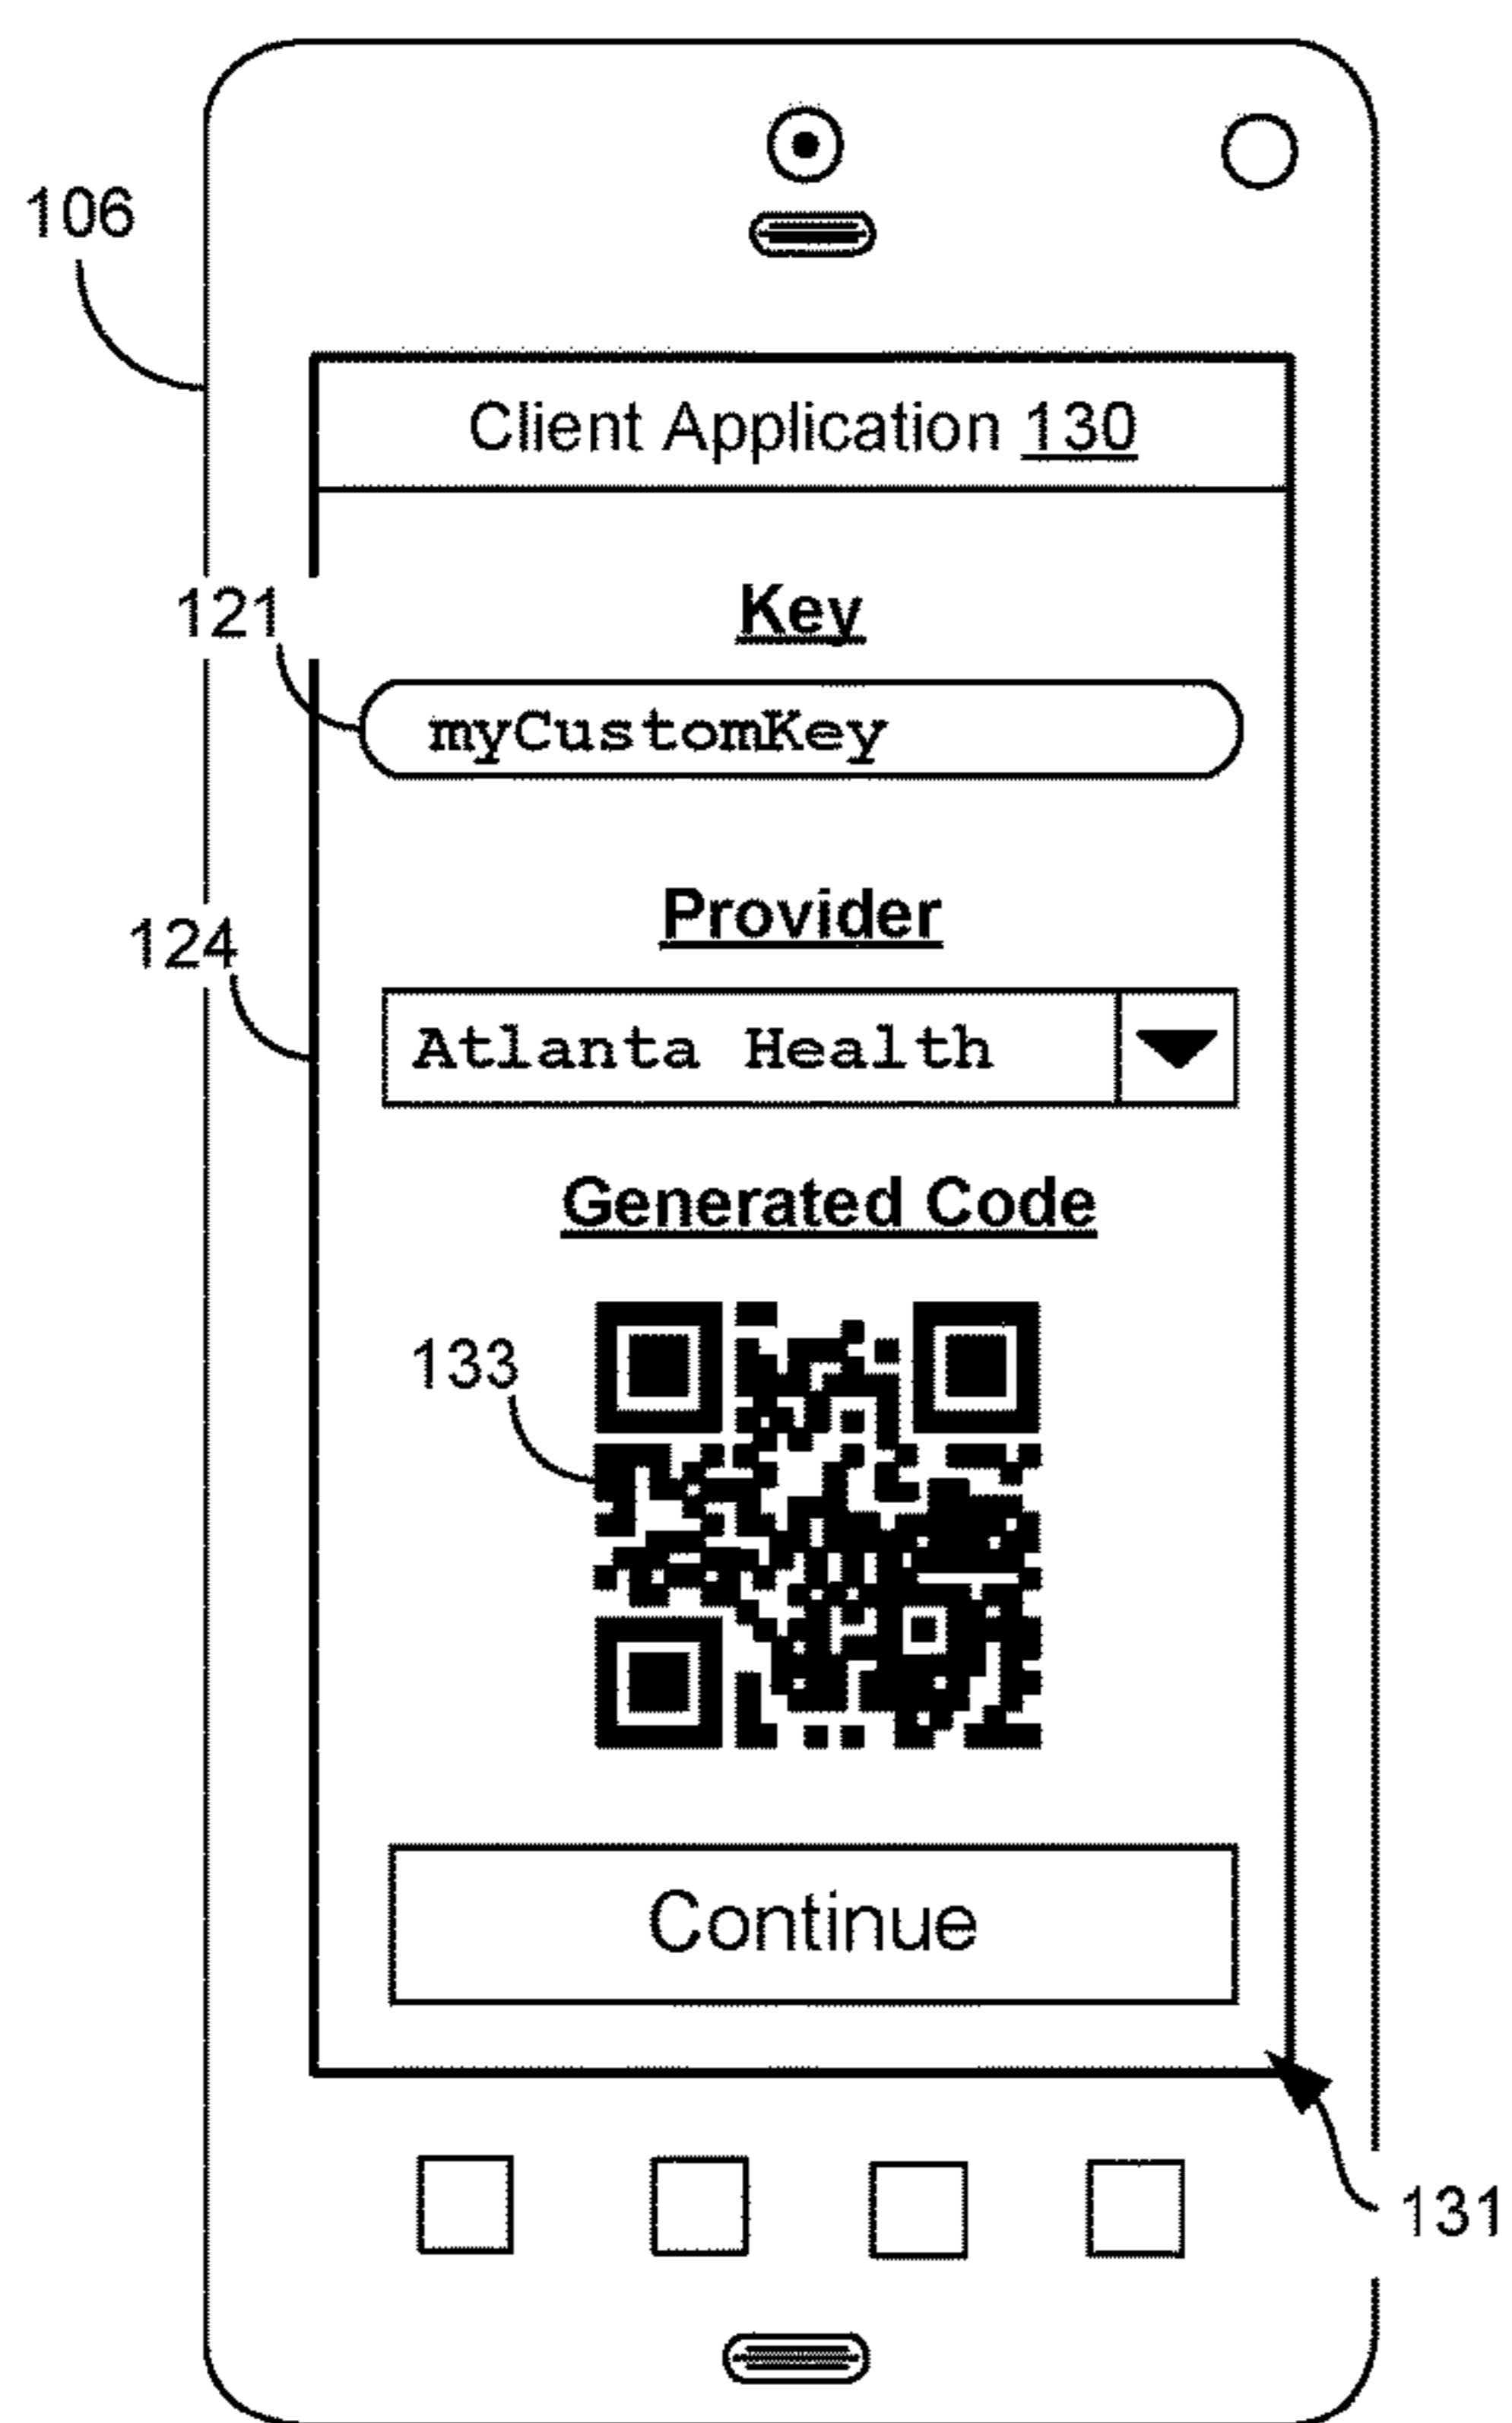 106
Client Application 130
121
Key
myCustomKey
124
Provider
Atlanta Health
Generated Code
133
Continue
131